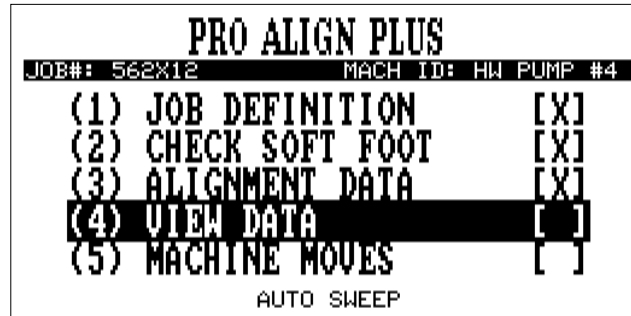 PRO ALIGN PLUS
JOB#: 562X12 MACH ID: HW PUMP #4
(1) JOB DEFINITION [X]
(2) CHECK SOFT FOOT [X]
(3) ALIGNMENT DATA [X]
(4) VIEW DATA [ ]
(5) MACHINE MOVES [ ]
AUTO SWEEP